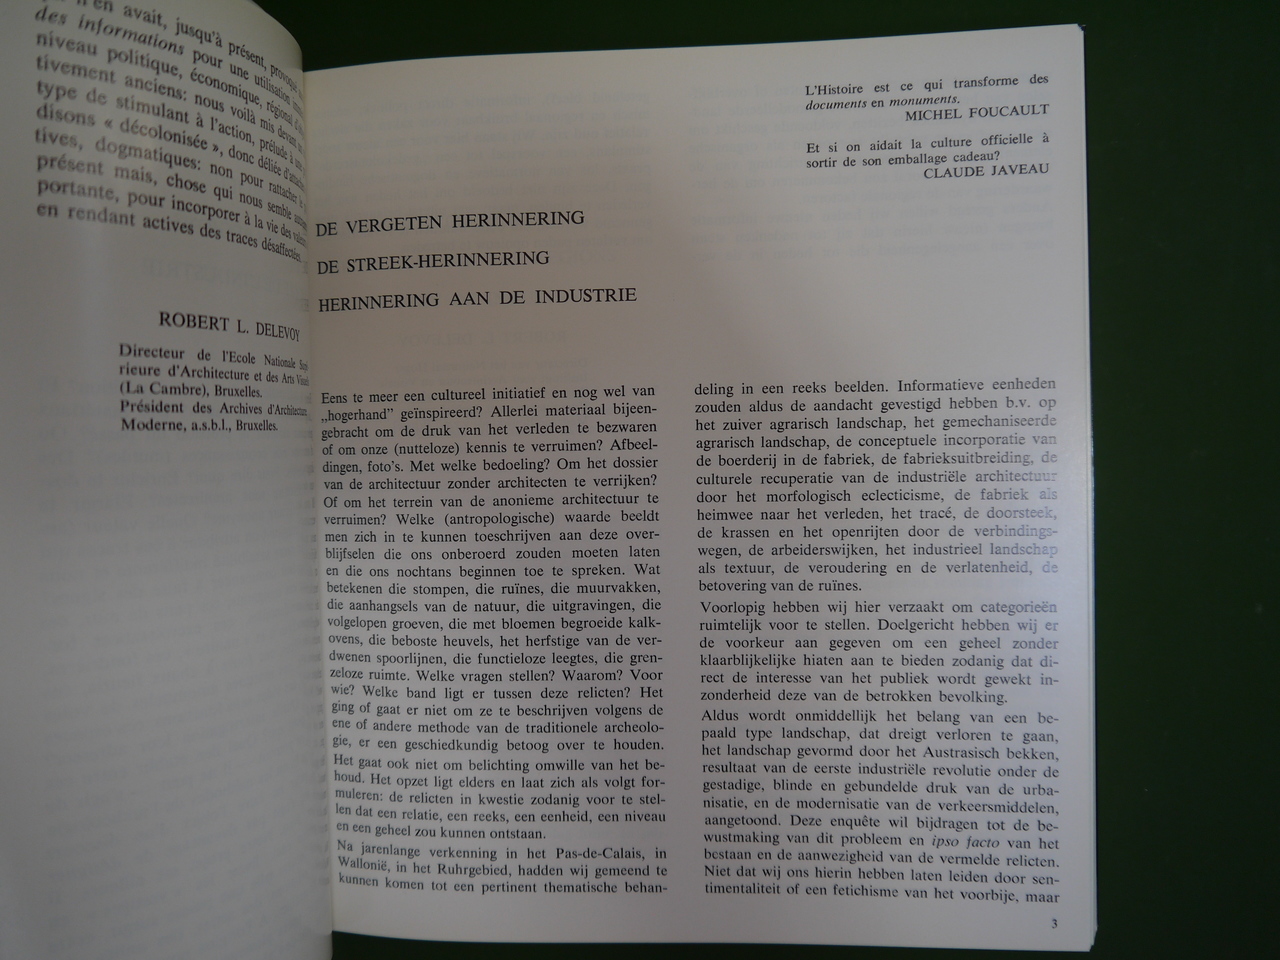 n'en avait, jusqu'à présent, provoqué
des informations pour une utilisation
niveau politique, économique, régional
tivement anciens: nous voilà mis devant
type de stimulant à l'action, prélude à
disons « décolonisée », donc déliée
tives, dogmatiques: non pour rattacher le
présent mais, chose qui nous semble
portante, pour incorporer à la vie des
en rendant actives des traces désaffectées.
ROBERT L. DELEVOY
Directeur de l'Ecole Nationale Supé-
rieure d'Architecture et des Arts Visuels
(La Cambre), Bruxelles.
Président des Archives d'Architecture
Moderne, a.s.b.l., Bruxelles.
L'Histoire est ce qui transforme des
documents en monuments.
MICHEL FOUCAULT
Et si on aidait la culture officielle à
sortir de son emballage cadeau?
CLAUDE JAVEAU
DE VERGETEN HERINNERING
DE STREEK-HERINNERING
HERINNERING AAN DE INDUSTRIE
Eens te meer een cultureel initiatief en nog wel van
„hogerhand” geïnspireerd? Allerlei materiaal bijeen-
gebracht om de druk van het verleden te bezwaren
of om onze (nutteloze) kennis te verruimen? Afbeel-
dingen, foto's. Met welke bedoeling? Om het dossier
van de architectuur zonder architecten te verrijken?
Of om het terrein van de anonieme architectuur te
verruimen? Welke (antropologische) waarde beeldt
men zich in te kunnen toeschrijven aan deze over-
blijfselen die ons onberoerd zouden moeten laten
en die ons nochtans beginnen toe te spreken. Wat
betekenen die stompen, die ruïnes, die muurvakken,
die aanhangsels van de natuur, die uitgravingen, die
volgelopen groeven, die met bloemen begroeide kalk-
ovens, die beboste heuvels, het herfstige van de ver-
dwenen spoorlijnen, die functieloze leegtes, die gren-
zeloze ruimte. Welke vragen stellen? Waarom? Voor
wie? Welke band ligt er tussen deze relicten? Het
ging of gaat er niet om ze te beschrijven volgens de
ene of andere methode van de traditionele archeolo-
gie, er een geschiedkundig betoog over te houden.
Het gaat ook niet om belichting omwille van het be-
houd. Het opzet ligt elders en laat zich als volgt for-
muleren: de relicten in kwestie zodanig voor te stel-
len dat een relatie, een reeks, een eenheid, een niveau
en een geheel zou kunnen ontstaan.
Na jarenlange verkenning in het Pas-de-Calais, in
Wallonië, in het Ruhrgebied, hadden wij gemeend te
kunnen komen tot een pertinent thematische behan-
deling in een reeks beelden. Informatieve eenheden
zouden aldus de aandacht gevestigd hebben b.v. op
het zuiver agrarisch landschap, het gemechaniseerde
agrarisch landschap, de conceptuele incorporatie van
de boerderij in de fabriek, de fabrieksuitbreiding, de
culturele recuperatie van de industriële architectuur
door het morfologisch eclecticisme, de fabriek als
heimwee naar het verleden, het tracé, de doorsteek,
de krassen en het openrijten door de verbindings-
wegen, de arbeiderswijken, het industrieel landschap
als textuur, de veroudering en de verlatenheid, de
betovering van de ruïnes.
Voorlopig hebben wij hier verzaakt om categorieën
ruimtelijk voor te stellen. Doelgericht hebben wij er
de voorkeur aan gegeven om een geheel zonder
klaarblijkelijke hiaten aan te bieden zodanig dat di-
rect de interesse van het publiek wordt gewekt in-
zonderheid deze van de betrokken bevolking.
Aldus wordt onmiddellijk het belang van een be-
paald type landschap, dat dreigt verloren te gaan,
het landschap gevormd door het Austrasisch bekken,
resultaat van de eerste industriële revolutie onder de
gestadige, blinde en gebundelde druk van de urba-
nisatie, en de modernisatie van de verkeersmiddelen,
aangetoond. Deze enquête wil bijdragen tot de be-
wustmaking van dit probleem en ipso facto van het
bestaan en de aanwezigheid van de vermelde relicten.
Niet dat wij ons hierin hebben laten leiden door sen-
timentaliteit of een fetichisme van het voorbije, maar
3